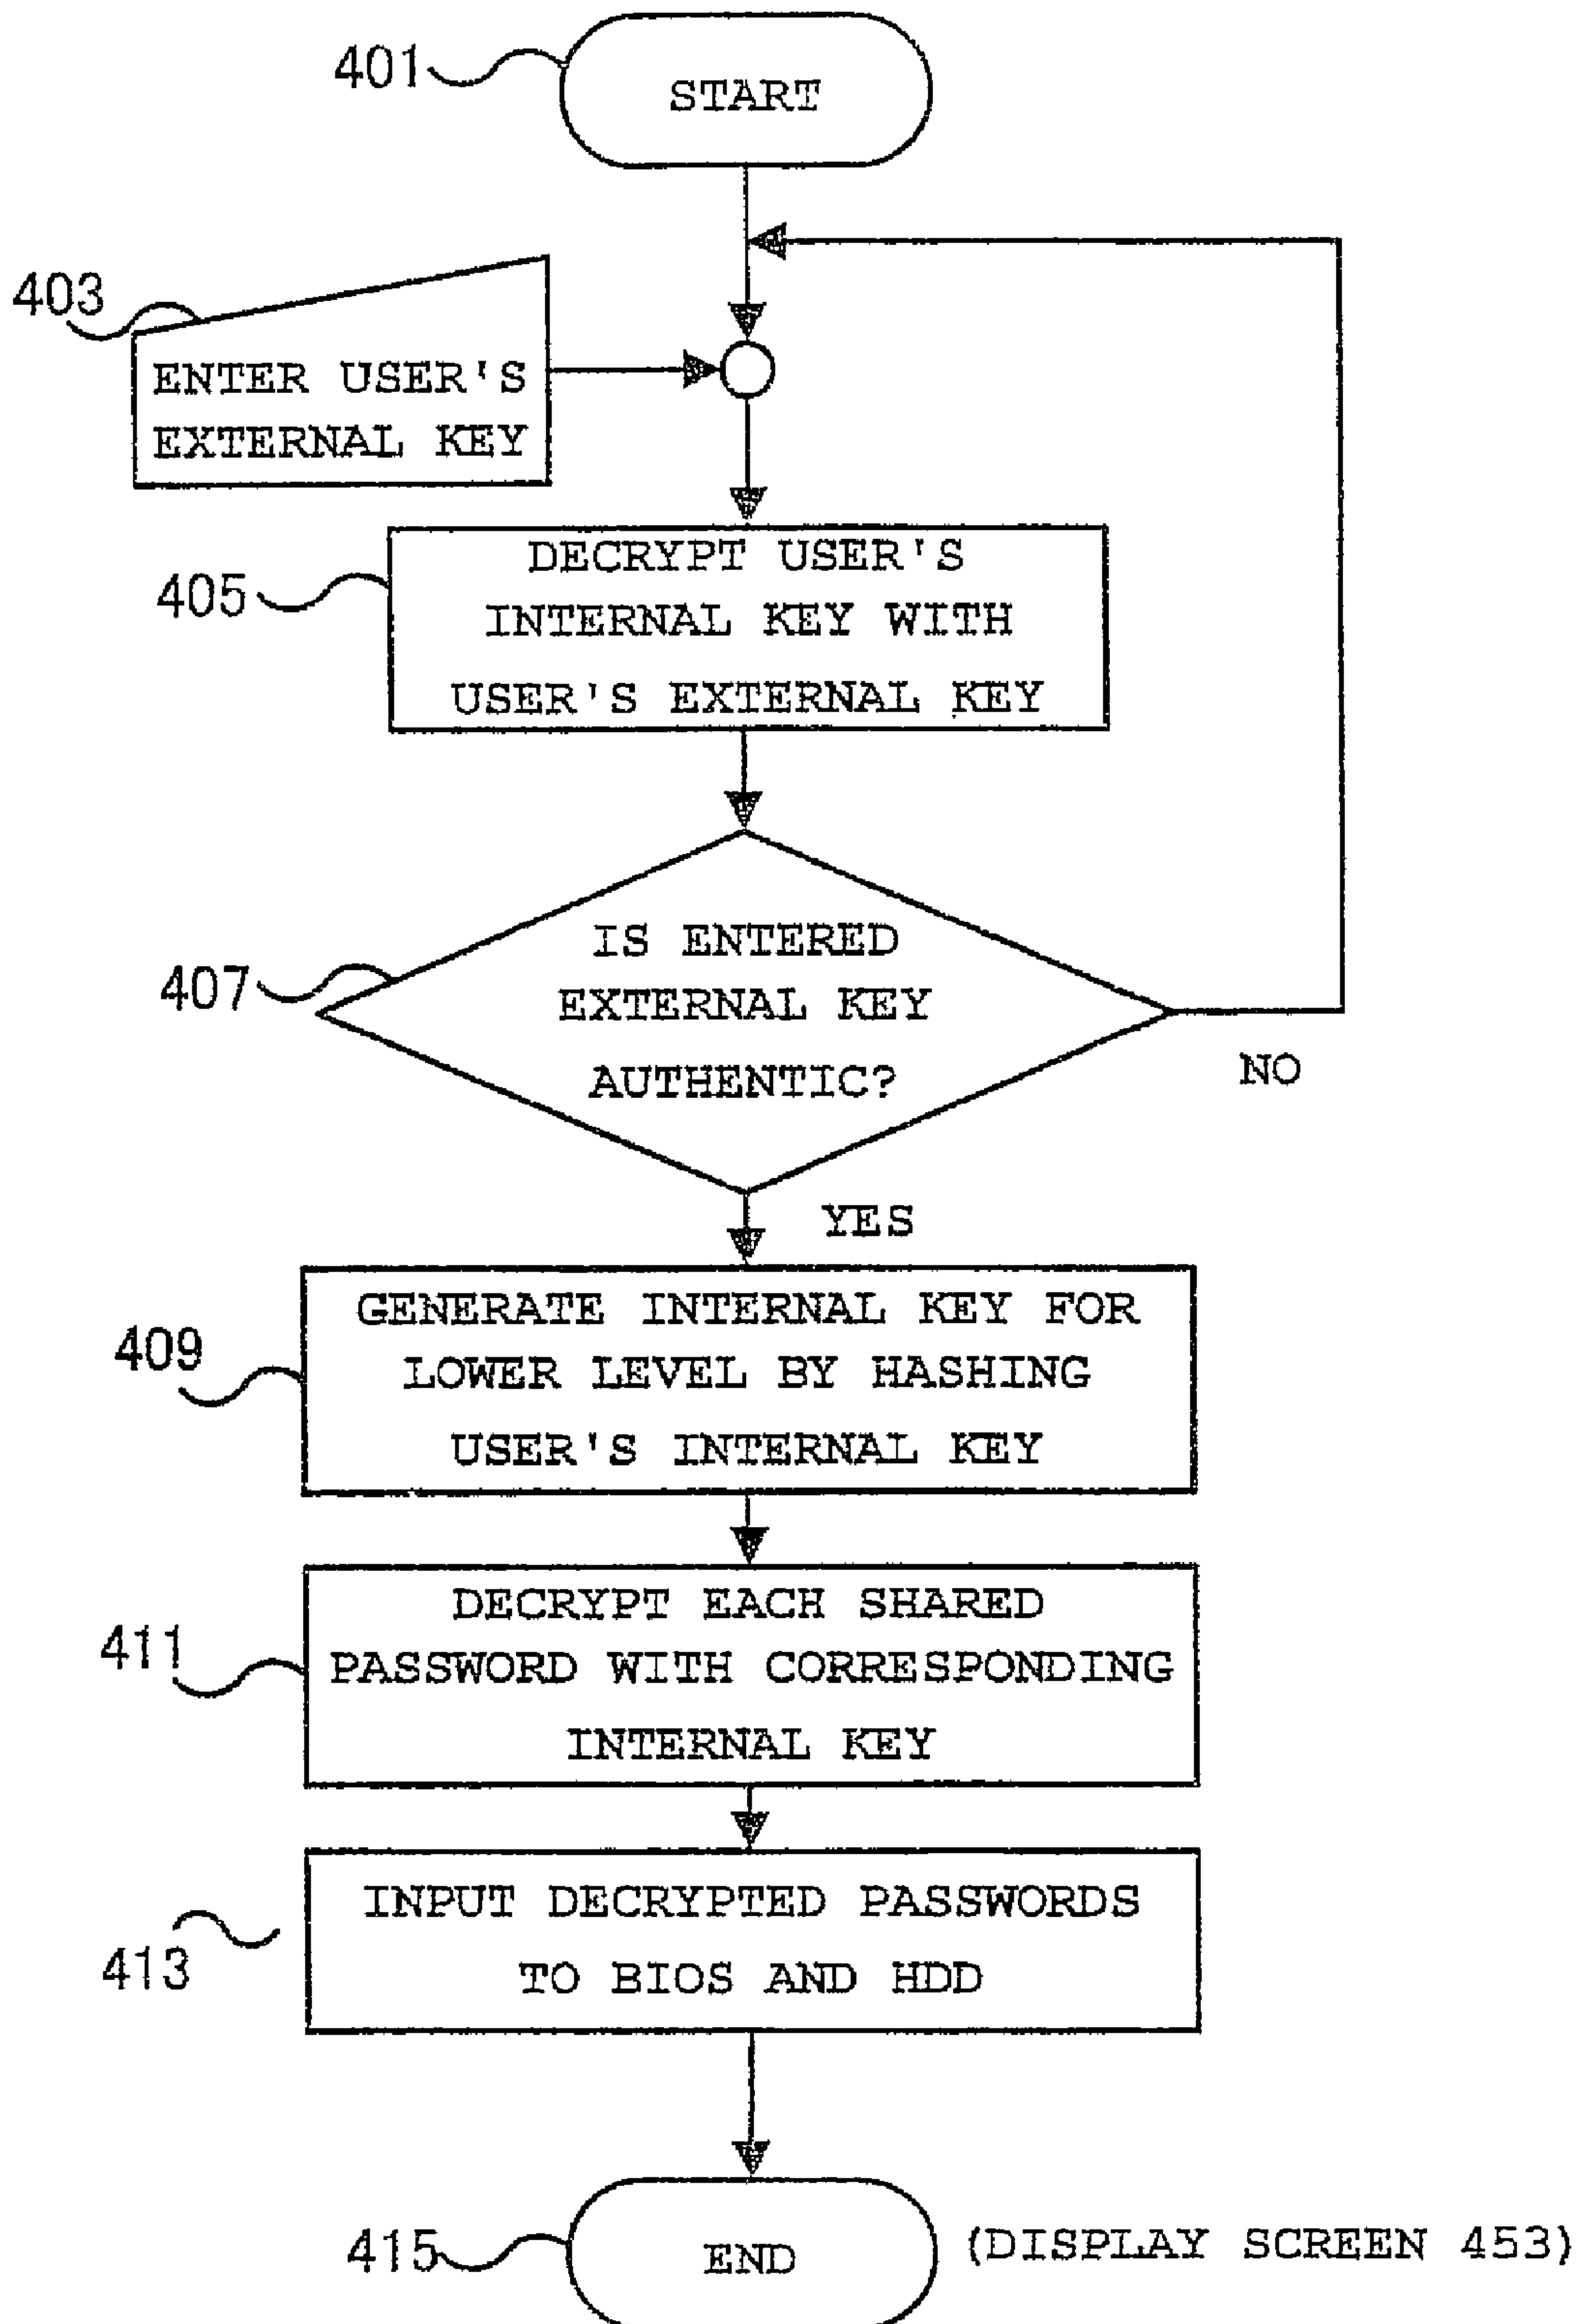 401
START
403
ENTER USER'S
EXTERNAL KEY
405
DECRYPT USER'S
INTERNAL KEY WITH
USER'S EXTERNAL KEY
407
IS ENTERED
EXTERNAL KEY
AUTHENTIC?
NO
YES
409
GENERATE INTERNAL KEY FOR
LOWER LEVEL BY HASHING
USER'S INTERNAL KEY
411
DECRYPT EACH SHARED
PASSWORD WITH CORRESPONDING
INTERNAL KEY
413
INPUT DECRYPTED PASSWORDS
TO BIOS AND HDD
415
END
(DISPLAY SCREEN 453)